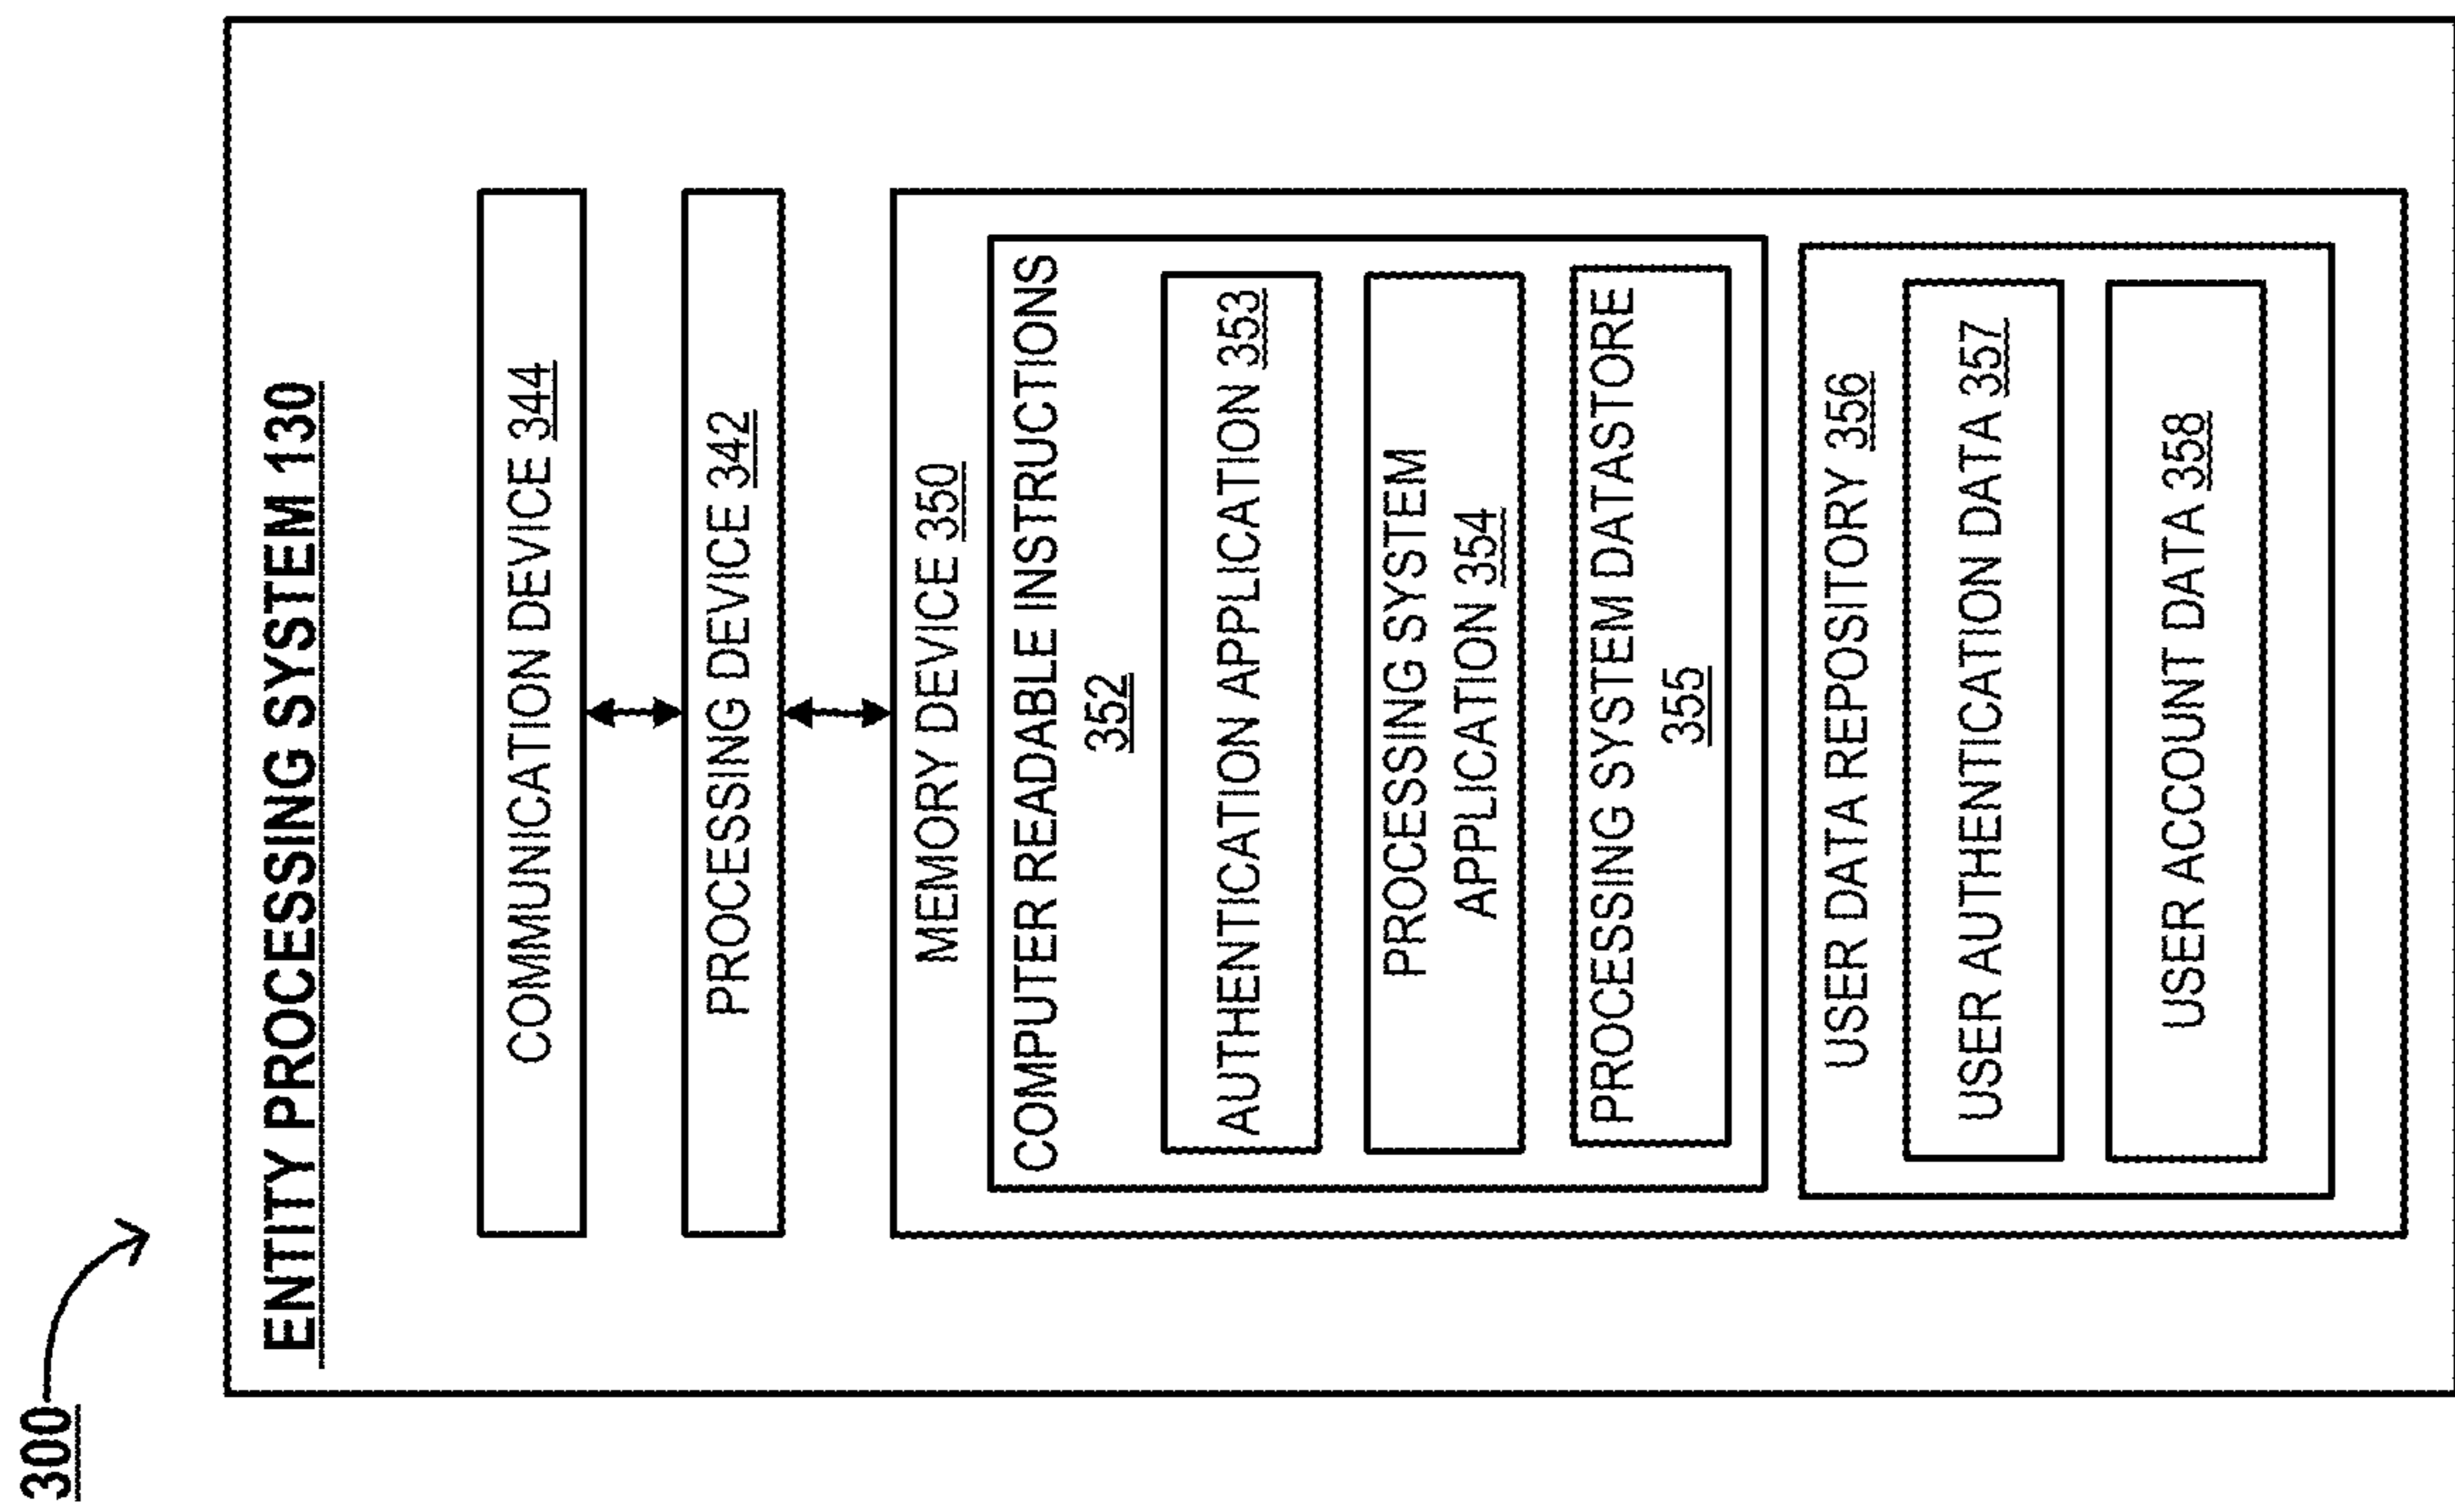 300
ENTITY PROCESSING SYSTEM 130
COMMUNICATION DEVICE 344
PROCESSING DEVICE 342
MEMORY DEVICE 350
COMPUTER READABLE INSTRUCTIONS
352
AUTHENTICATION APPLICATION 353
PROCESSING SYSTEM
APPLICATION 354
PROCESSING SYSTEM DATASTORE
355
USER DATA REPOSITORY 356
USER AUTHENTICATION DATA 357
USER ACCOUNT DATA 358